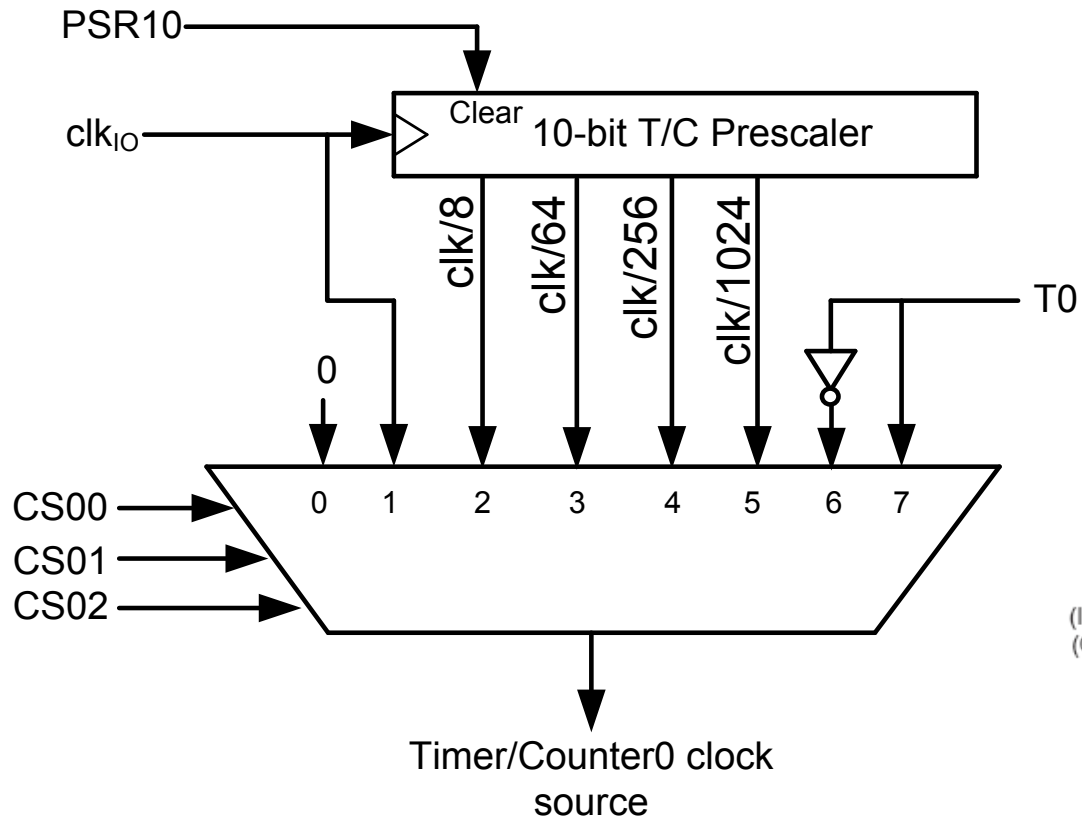 PSR10
clkIO
Clear
10-bit T/C Prescaler
clk/8
clk/64
clk/256
clk/1024
T0
0
0 1 2 3 4 5 6 7
CS00
CS01
CS02
Timer/Counter0 clock
source